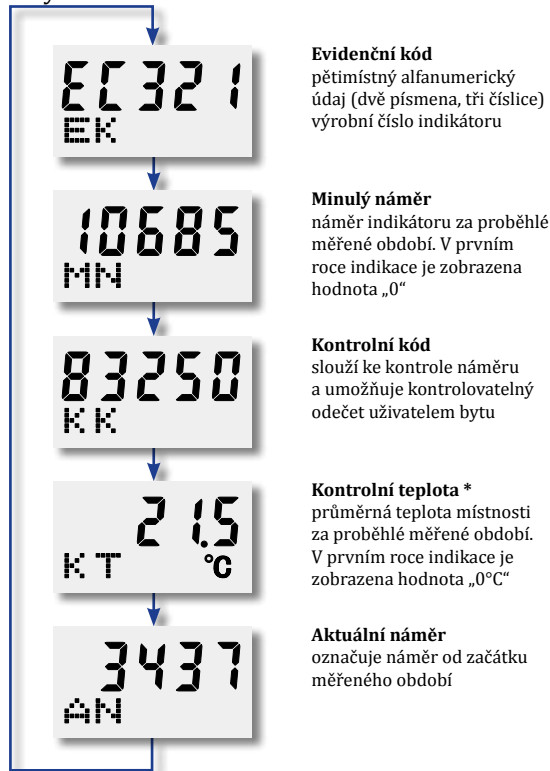 EC321
EK
Evidenční kód
pětimístný alfanumerický
údaj (dvě písmena, tři číslice)
výrobní číslo indikátoru
10685
MN
Minulý náměr
náměr indikátoru za proběhlé
měřené období. V prvním
roce indikace je zobrazena
hodnota „0“
83250
KK
Kontrolní kód
slouží ke kontrole náměru
a umožňuje kontrolovatelný
odečet uživatelem bytu
21.5
KT °C
Kontrolní teplota *
průměrná teplota místnosti
za proběhlé měřené období.
V prvním roce indikace je
zobrazena hodnota „0°C“
3437
AN
Aktuální náměr
označuje náměr od začátku
měřeného období